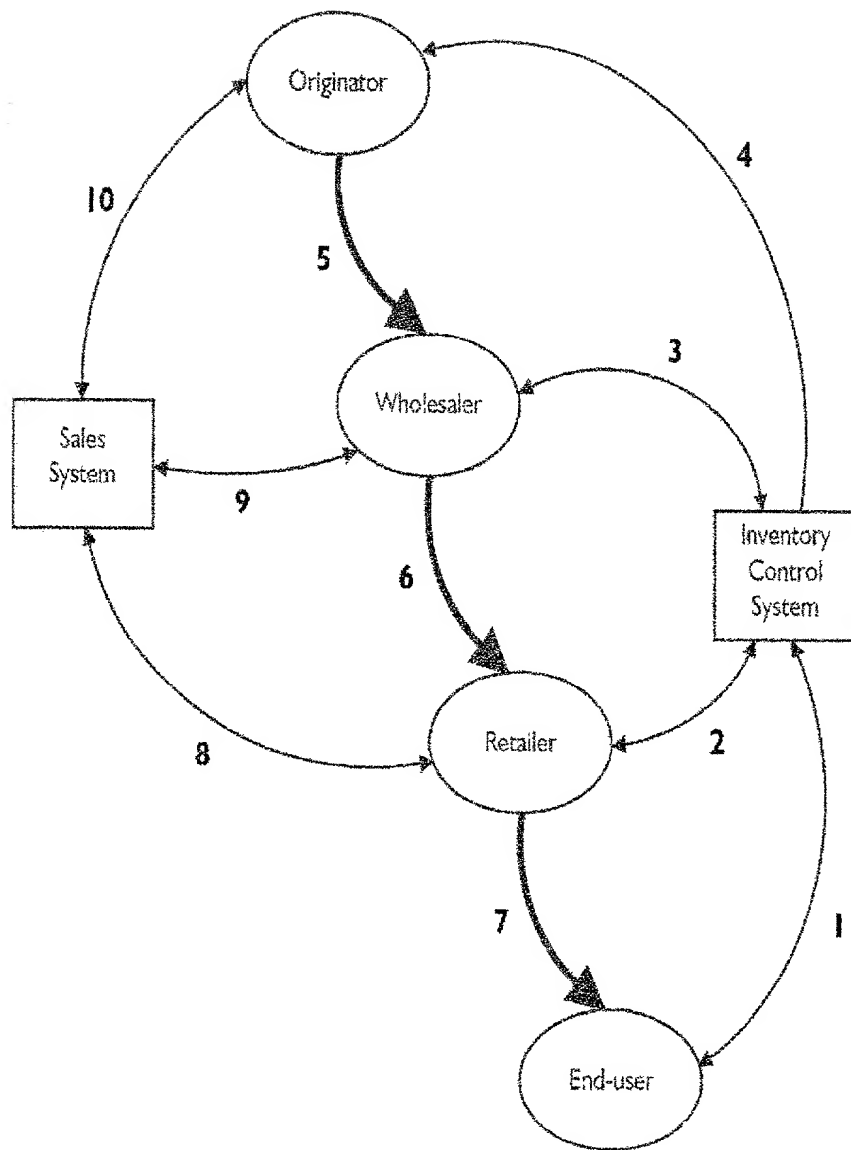 Originator
4
10
5
3
Wholesaler
Sales
System
9
Inventory
Control
System
6
Retailer
2
8
7
1
End-user